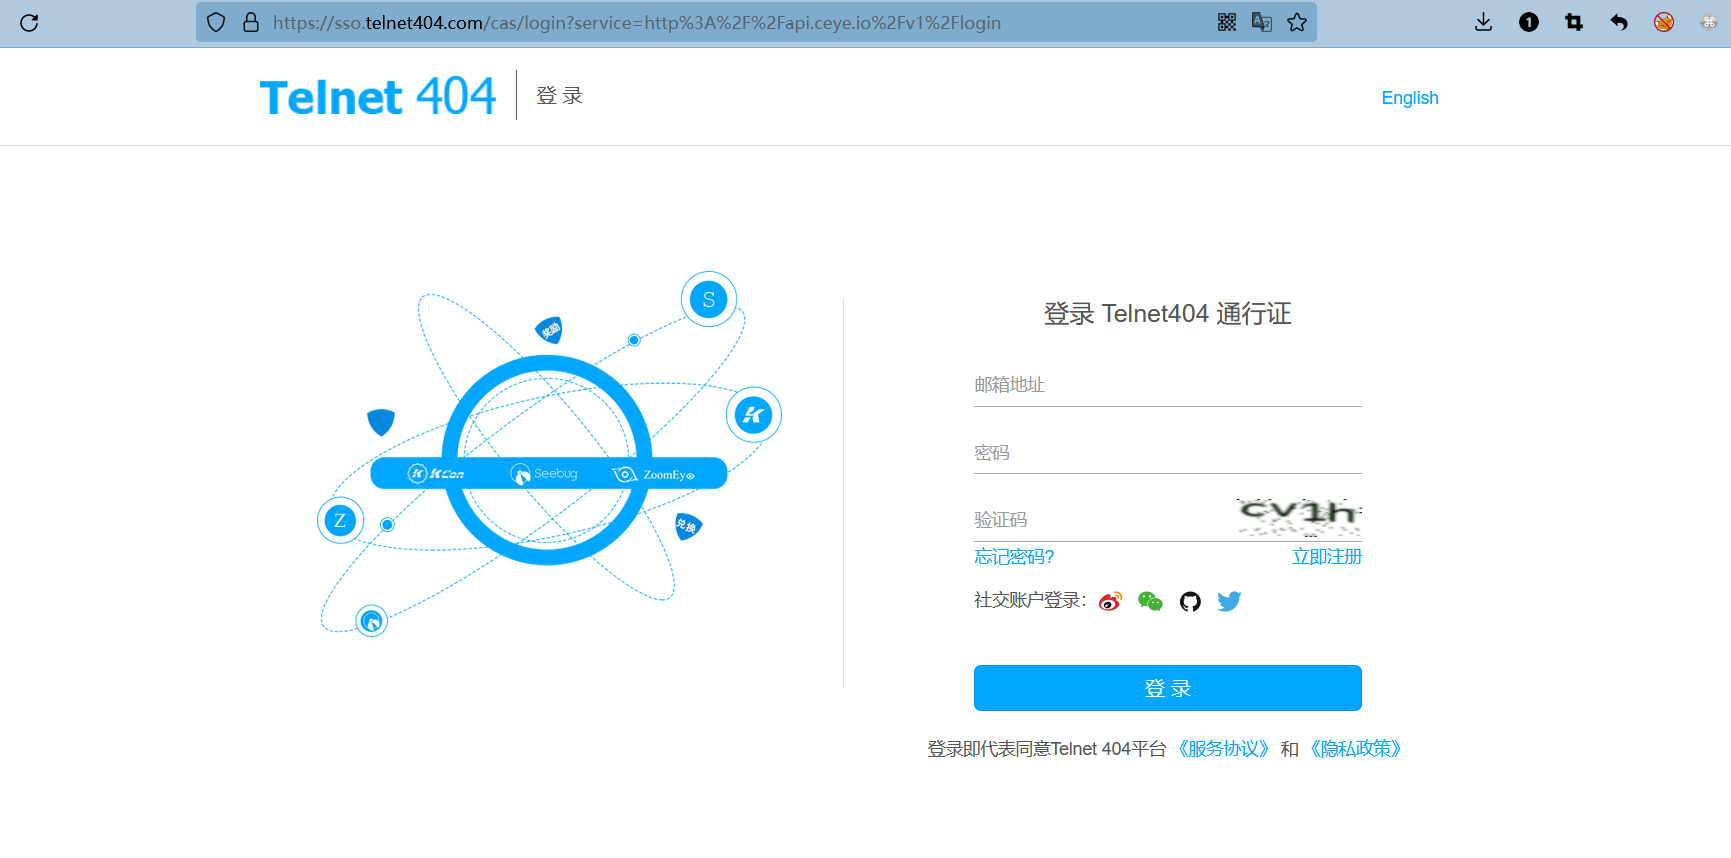 https://sso.telnet404.com/cas/login?service=http%3A%2F%2Fapi.ceye.io%2Fv1%2Flogin
Telnet 404
登 录
English
S
奖励
K
KCon
Seebug
ZoomEye
Z
兑换
登录 Telnet404 通行证
邮箱地址
密码
验证码
cv1h
忘记密码?
立即注册
社交账户登录:
登 录
登录即代表同意Telnet 404平台 《服务协议》 和 《隐私政策》